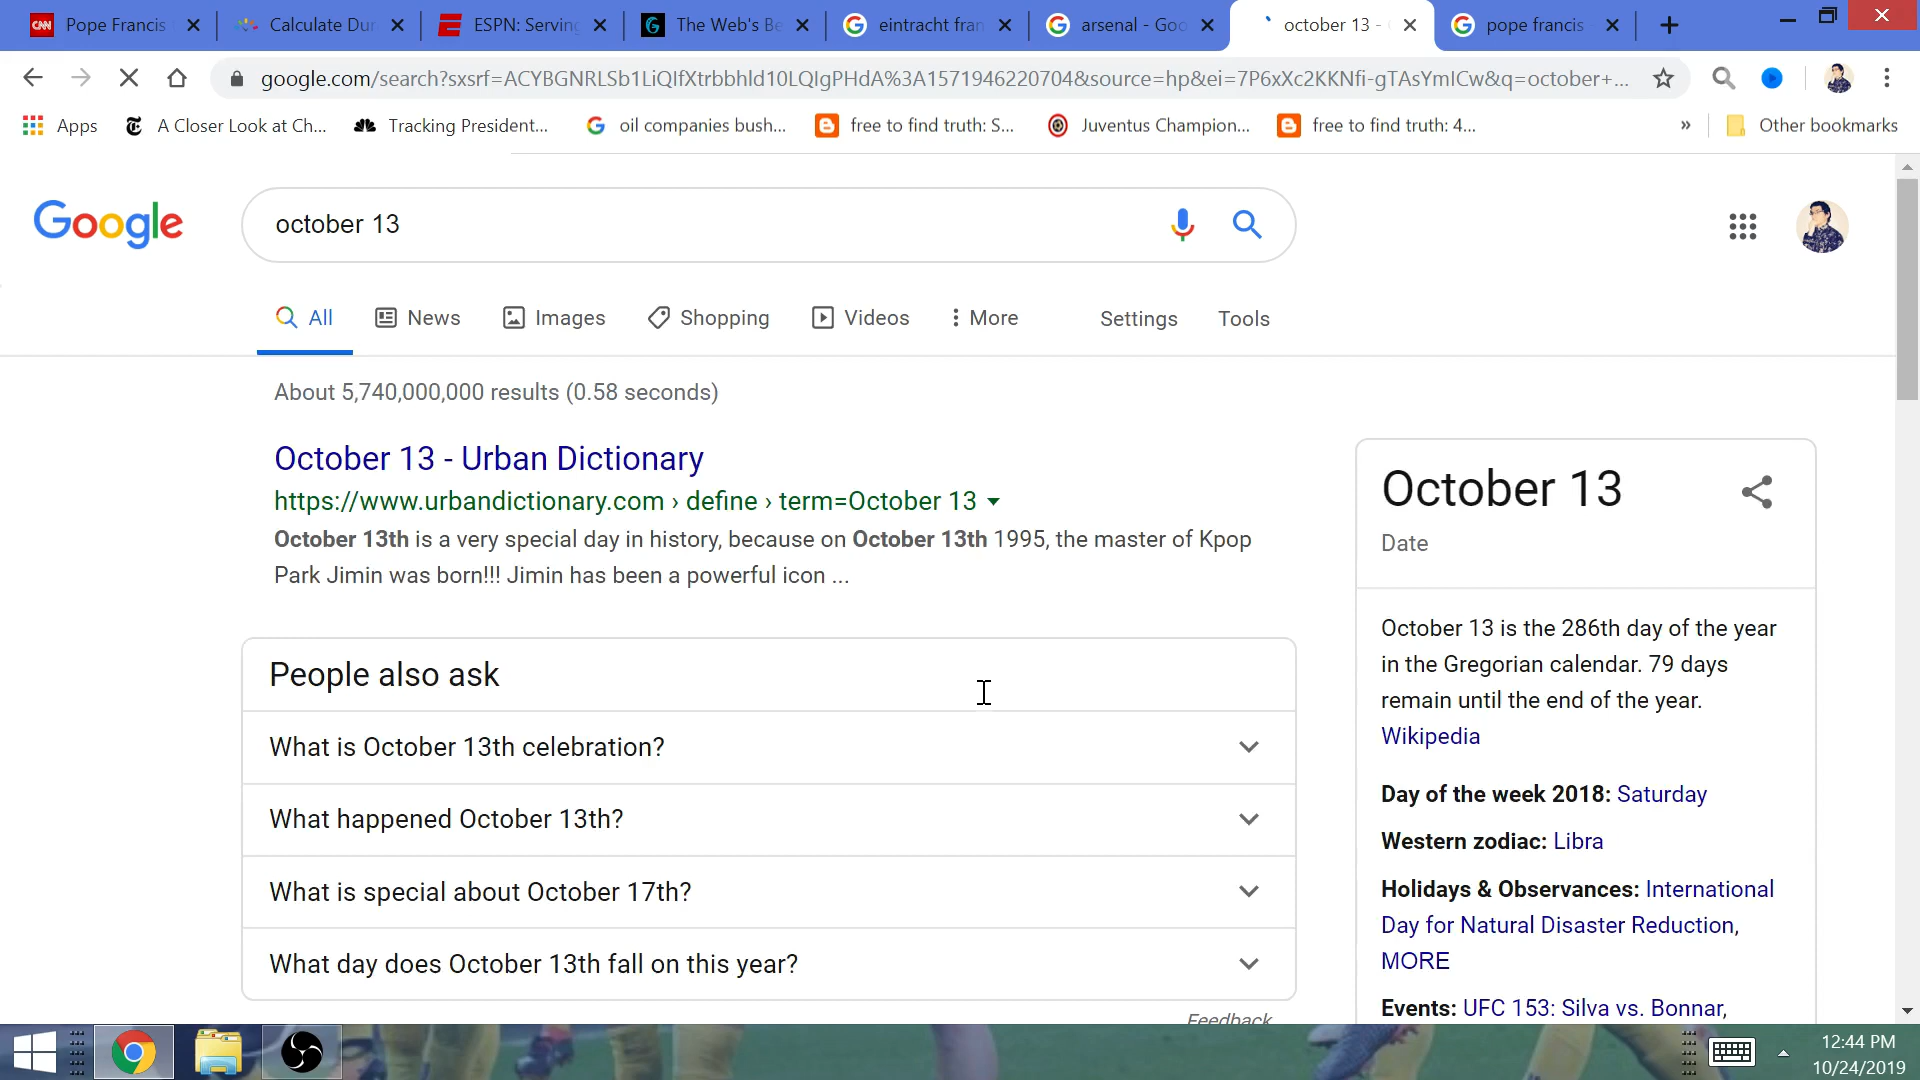 Pope Francis
Calculate Dur
ESPN: Serving
The Web's Be
eintracht fran
arsenal - Goo
october 13 -
pope francis
google.com/search?sxsrf=ACYBGNRLSb1LiQIfXtrbbhld10LQIgPHdA%3A1571946220704&source=hp&ei=7P6xXc2KKNfi-gTAsYmICw&q=october+...
Apps
A Closer Look at Ch...
Tracking President...
oil companies bush...
free to find truth: S...
Juventus Champion...
free to find truth: 4...
»
Other bookmarks
Google
october 13
All
News
Images
Shopping
Videos
More
Settings
Tools
About 5,740,000,000 results (0.58 seconds)
October 13 - Urban Dictionary
https://www.urbandictionary.com › define › term=October 13
October 13th is a very special day in history, because on October 13th 1995, the master of Kpop
Park Jimin was born!!! Jimin has been a powerful icon ...
People also ask
What is October 13th celebration?
What happened October 13th?
What is special about October 17th?
What day does October 13th fall on this year?
Feedback
October 13
Date
October 13 is the 286th day of the year
in the Gregorian calendar. 79 days
remain until the end of the year.
Wikipedia
Day of the week 2018: Saturday
Western zodiac: Libra
Holidays & Observances: International
Day for Natural Disaster Reduction,
MORE
Events: UFC 153: Silva vs. Bonnar,
12:44 PM
10/24/2019